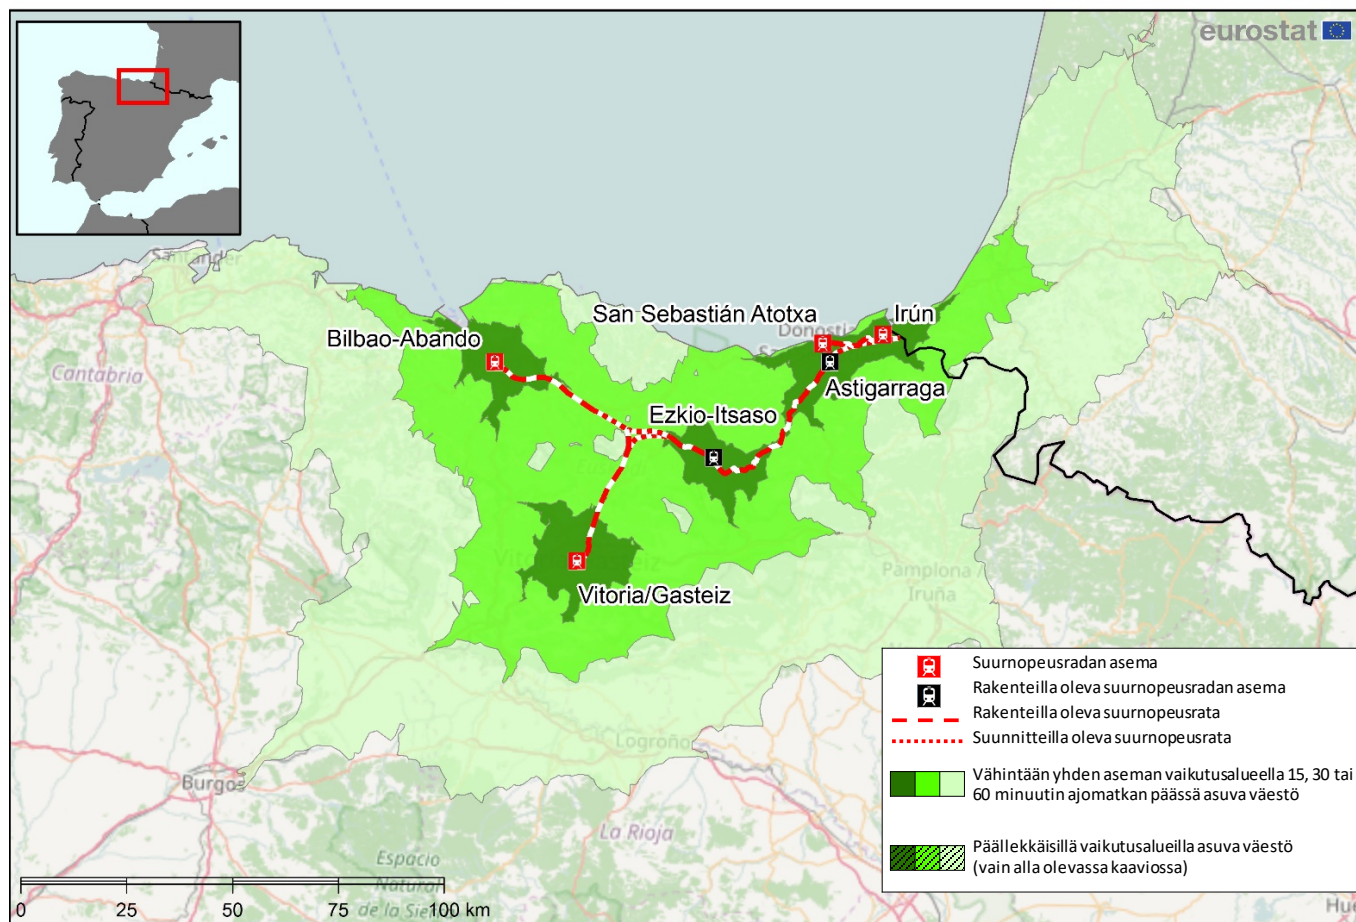 eurostat
Santander
San Sebastián Atotxa
Irún
Donostia
Bilbao-Abando
Cantabria
Astigarraga
Ezkio-Itsaso
Vitoria/Gasteiz
Pamplona /
Iruña
Logroño
Burgos
La Rioja
Espacio
Natural
de la Sie
Hue
0 25 50 75 100 km
Suurnopeusradan asema
Rakenteilla oleva suurnopeusradan asema
Rakenteilla oleva suurnopeusrata
Suunnitteilla oleva suurnopeusrata
Vähintään yhden aseman vaikutusalueella 15, 30 tai
60 minuutin ajomatkan päässä asuva väestö
Päällekkäisillä vaikutusalueilla asuva väestö
(vain alla olevassa kaaviossa)